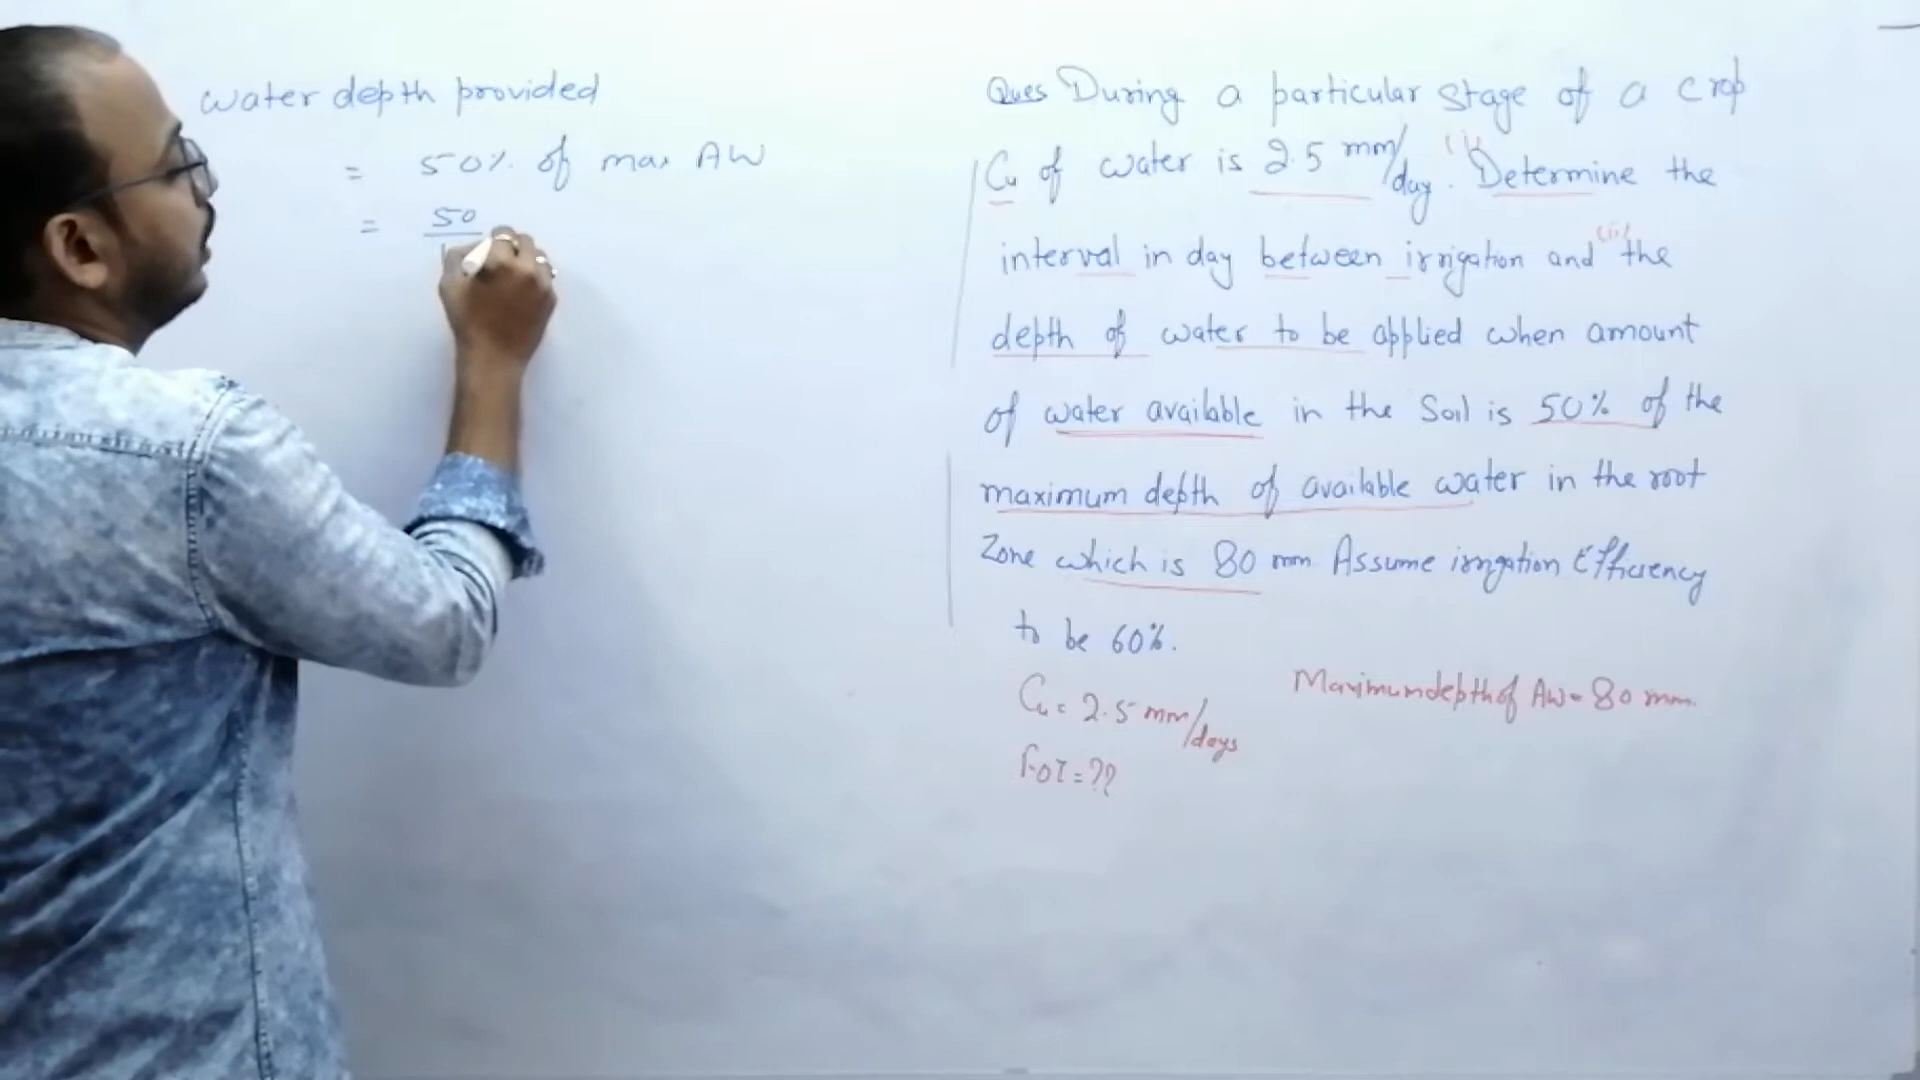 water depth provided
= 50% of max AW
= 50
Ques During a particular stage of a crop
Cu of water is 2.5 mm/day. (i) Determine the
interval in day between irrigation and (ii) the
depth of water to be applied when amount
of water available in the Soil is 50% of the
maximum depth of available water in the root
Zone which is 80 mm Assume irrigation Efficiency
to be 60%.
Cu = 2.5 mm/days
Maximum depth of AW = 80 mm.
FOI = ??